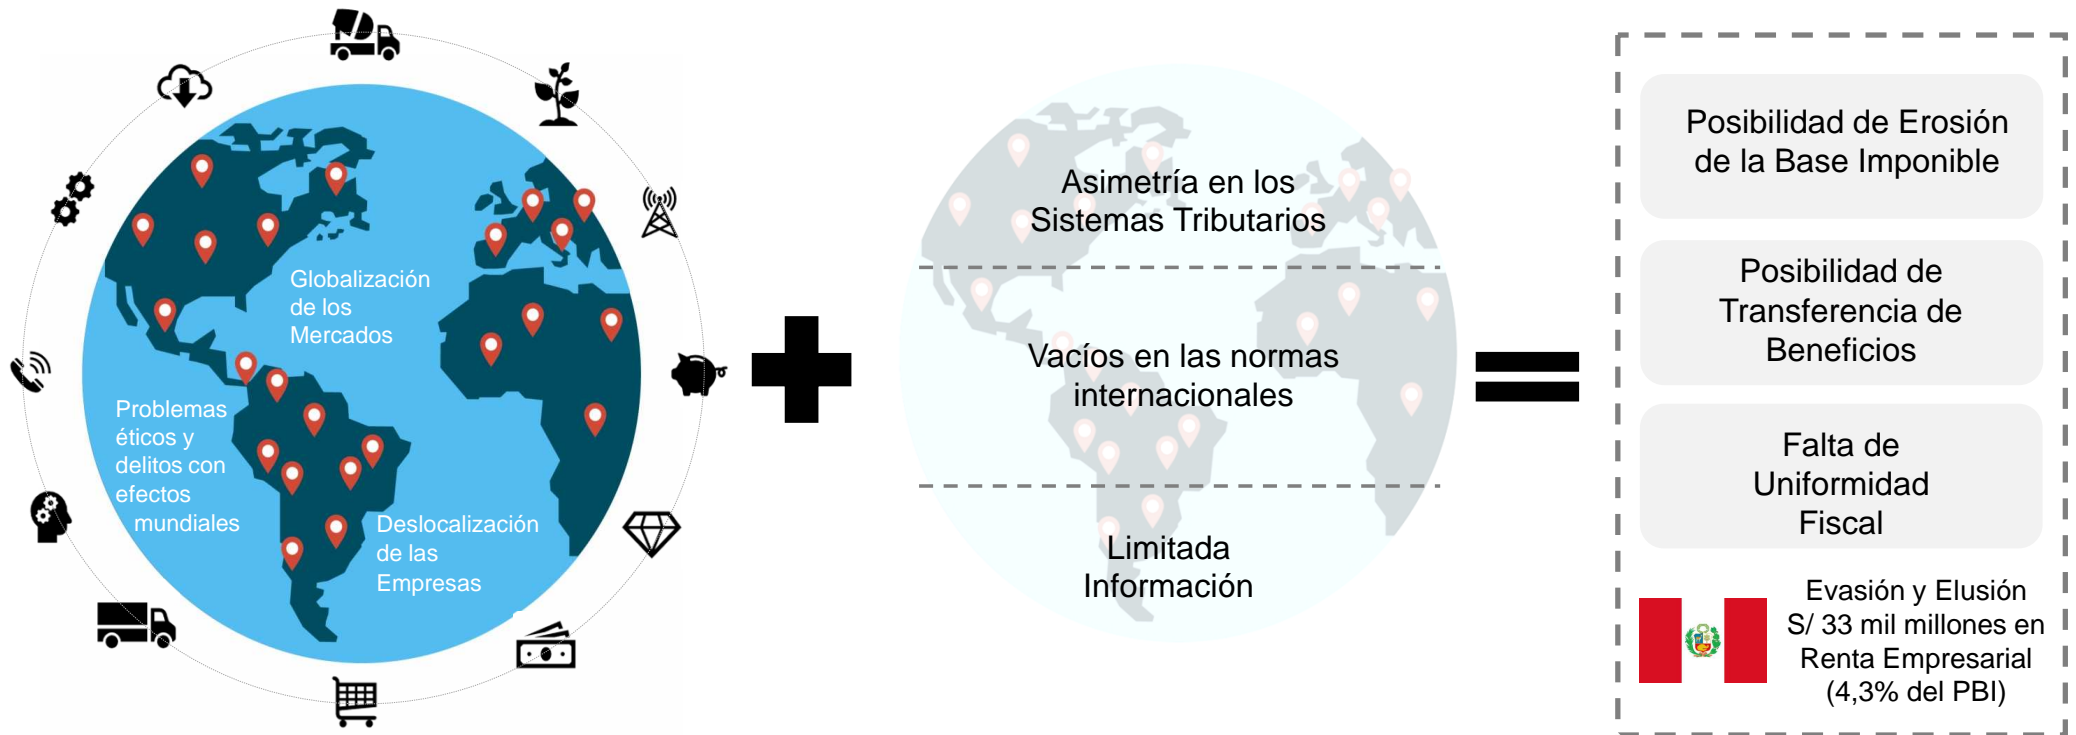 Globalización
de los
Mercados
Problemas
éticos y
delitos con
efectos
mundiales
Deslocalización
de las
Empresas
Asimetría en los
Sistemas Tributarios
Vacíos en las normas
internacionales
Limitada
Información
Posibilidad de Erosión
de la Base Imponible
Posibilidad de
Transferencia de
Beneficios
Falta de
Uniformidad
Fiscal
Evasión y Elusión
S/ 33 mil millones en
Renta Empresarial
(4,3% del PBI)